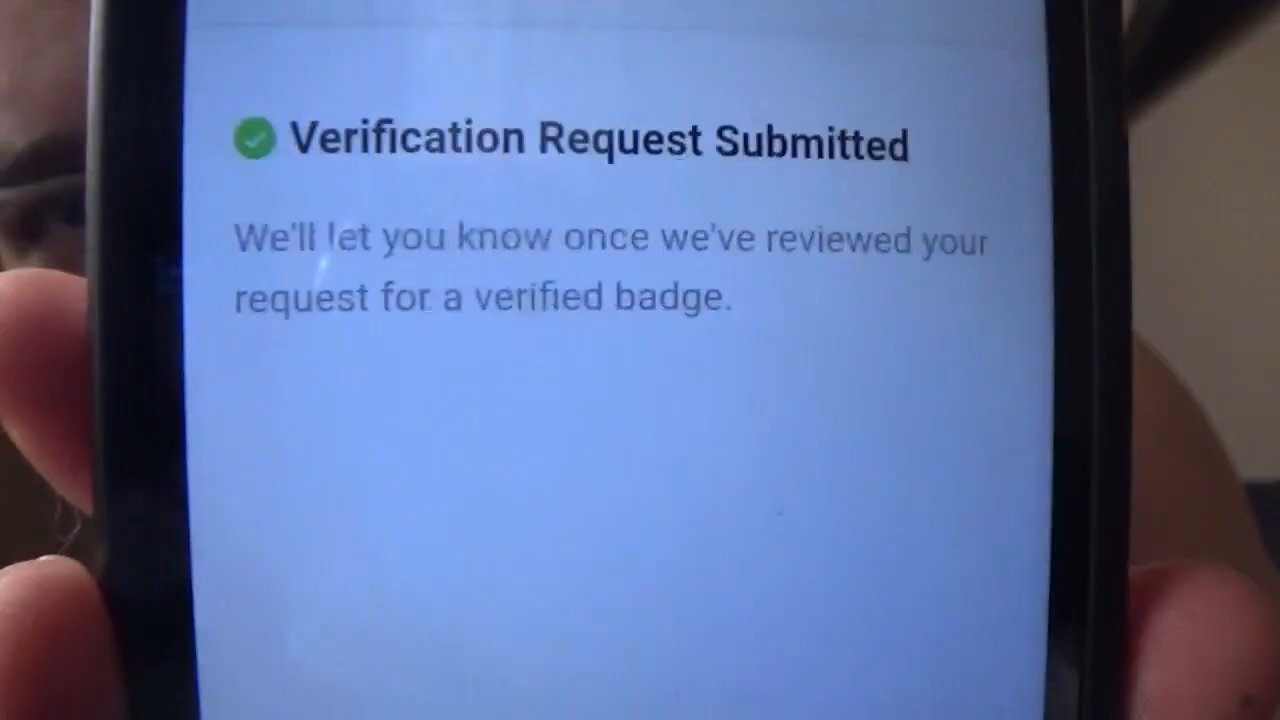 Verification Request Submitted
We'll let you know once we've reviewed your
request for a verified badge.